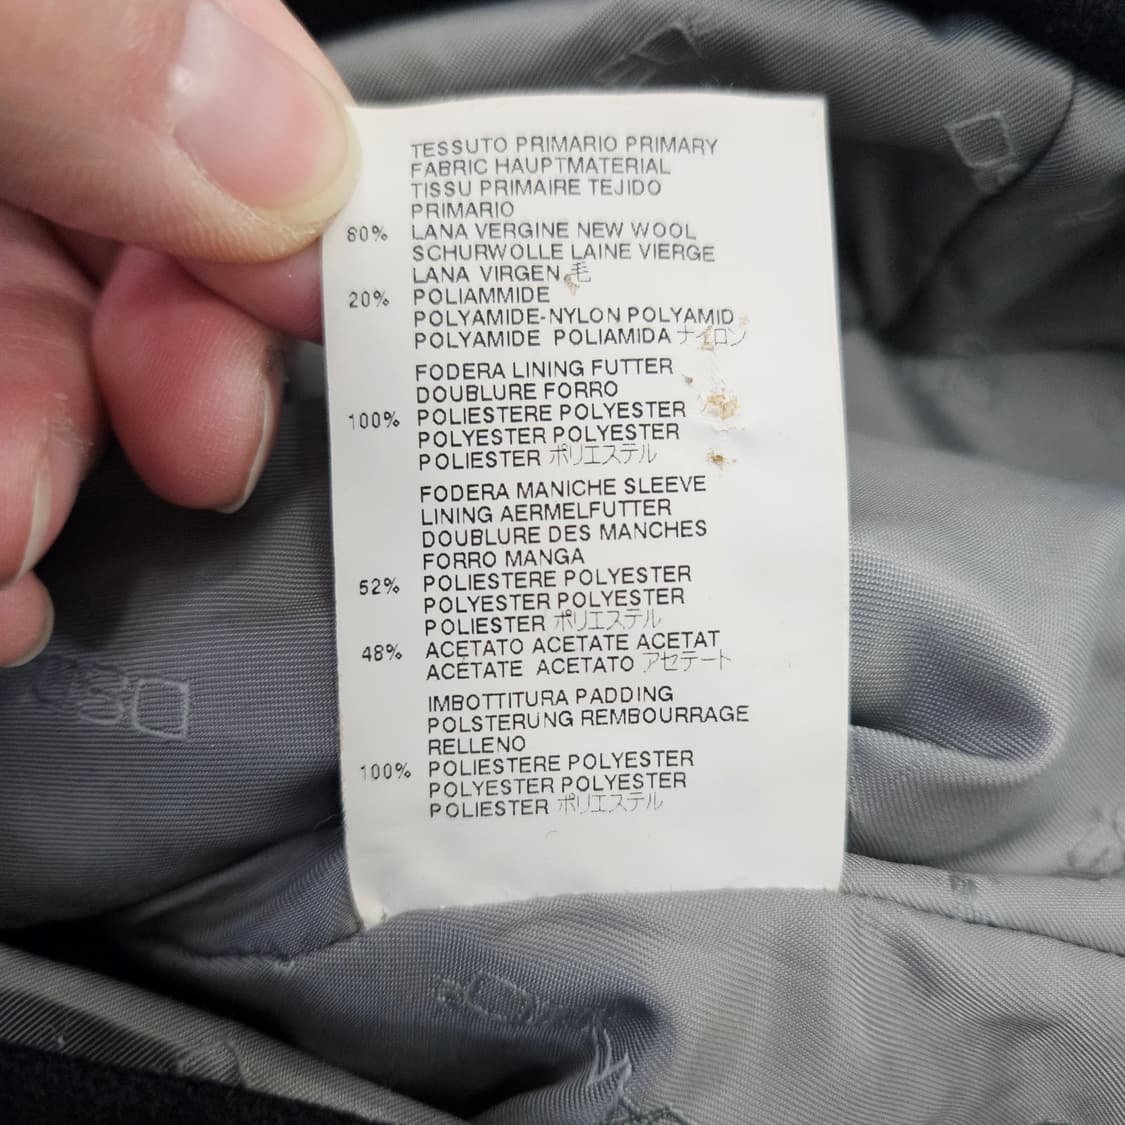 TESSUTO PRIMARIO PRIMARY
FABRIC HAUPTMATERIAL
TISSU PRIMAIRE TEJIDO
PRIMARIO
80% LANA VERGINE NEW WOOL
SCHURWOLLE LAINE VIERGE
LANA VIRGEN 毛
20% POLIAMMIDE
POLYAMIDE-NYLON POLYAMID
POLYAMIDE POLIAMIDA ナイロン
FODERA LINING FUTTER
DOUBLURE FORRO
100% POLIESTERE POLYESTER
POLYESTER POLYESTER
POLIESTER ポリエステル
FODERA MANICHE SLEEVE
LINING AERMELFUTTER
DOUBLURE DES MANCHES
FORRO MANGA
52% POLIESTERE POLYESTER
POLYESTER POLYESTER
POLIESTER ポリエステル
48% ACETATO ACETATE ACETAT
ACÉTATE ACETATO アセテート
IMBOTTITURA PADDING
POLSTERUNG REMBOURRAGE
RELLENO
100% POLIESTERE POLYESTER
POLYESTER POLYESTER
POLIESTER ポリエステル